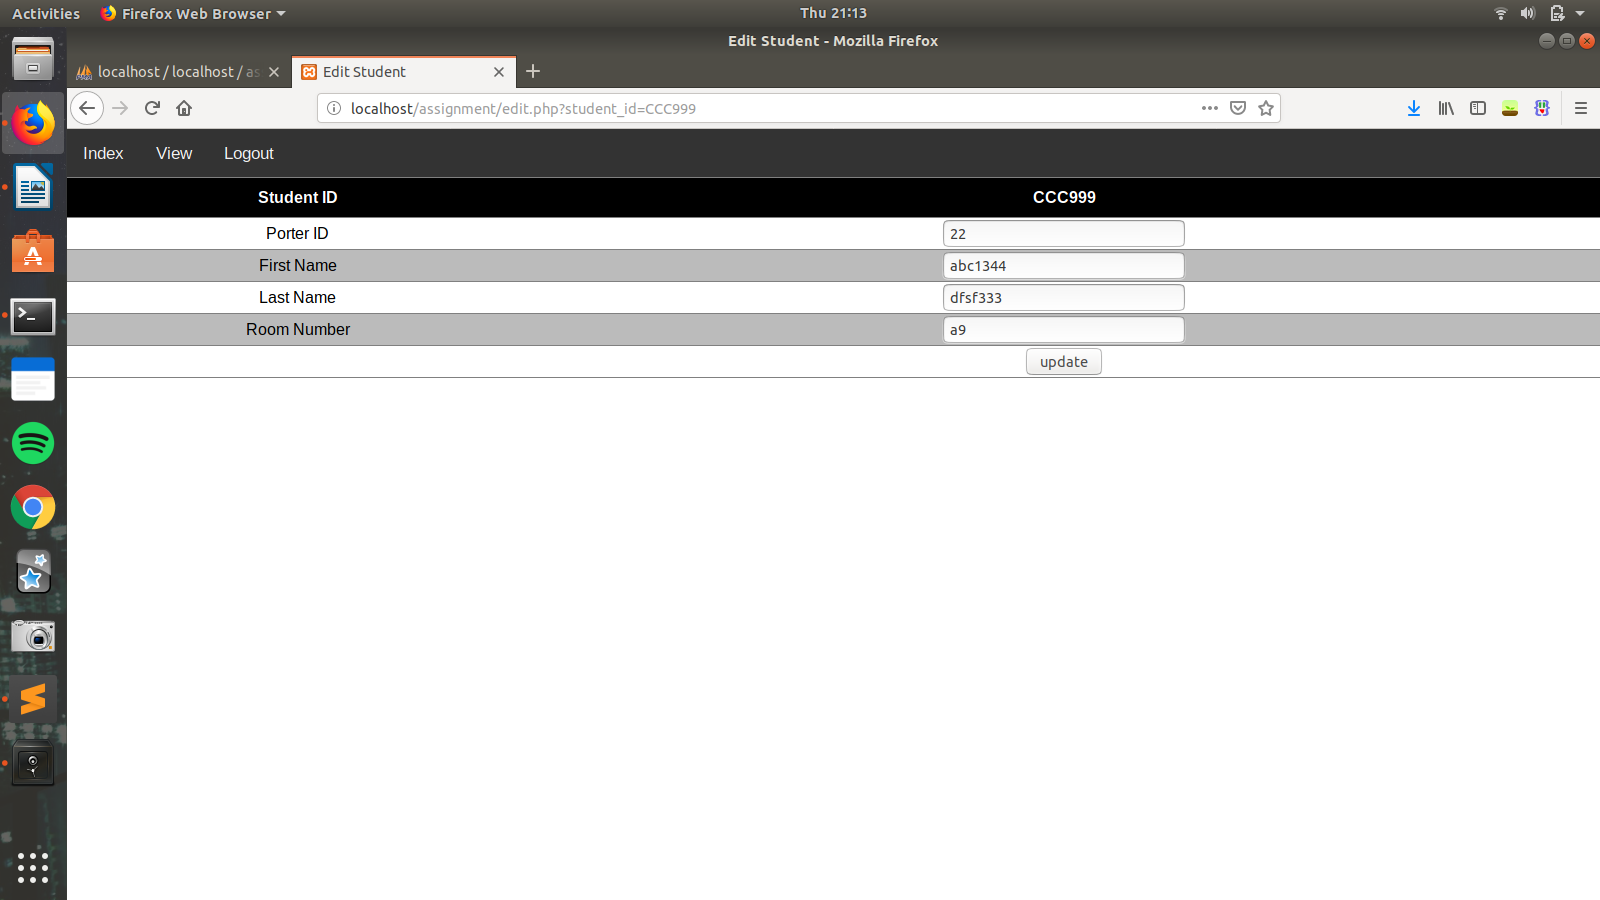 Activities Firefox Web Browser Thu 21:13
Edit Student - Mozilla Firefox
localhost / localhost / as Edit Student
localhost/assignment/edit.php?student_id=CCC999
Index View Logout
Student ID CCC999
Porter ID 22
First Name abc1344
Last Name dfsf333
Room Number a9
update